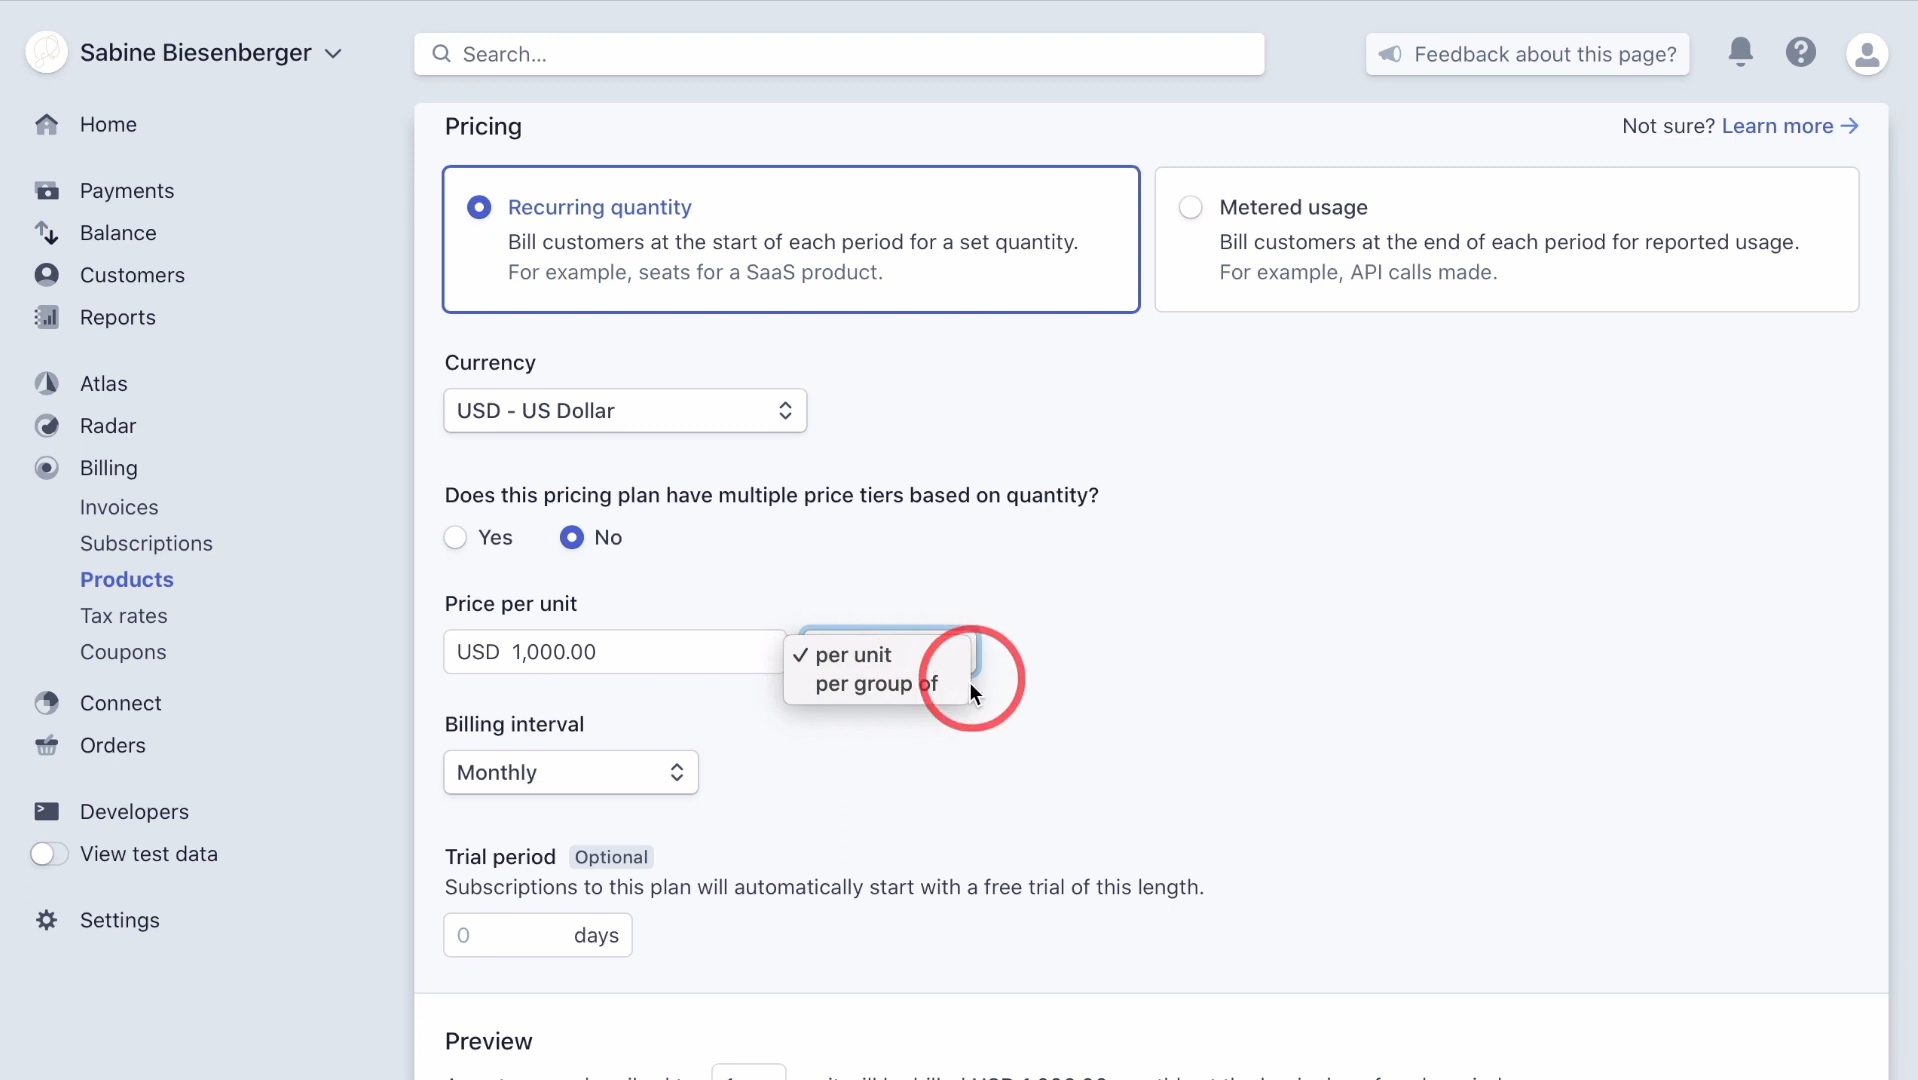 Sabine Biesenberger
Search...
Feedback about this page?
Home
Payments
Balance
Customers
Reports
Atlas
Radar
Billing
Invoices
Subscriptions
Products
Tax rates
Coupons
Connect
Orders
Developers
View test data
Settings
Pricing
Not sure? Learn more →
Recurring quantity
Bill customers at the start of each period for a set quantity.
For example, seats for a SaaS product.
Metered usage
Bill customers at the end of each period for reported usage.
For example, API calls made.
Currency
USD - US Dollar
Does this pricing plan have multiple price tiers based on quantity?
Yes No
Price per unit
USD 1,000.00
✓ per unit
per group of
Billing interval
Monthly
Trial period Optional
Subscriptions to this plan will automatically start with a free trial of this length.
0 days
Preview